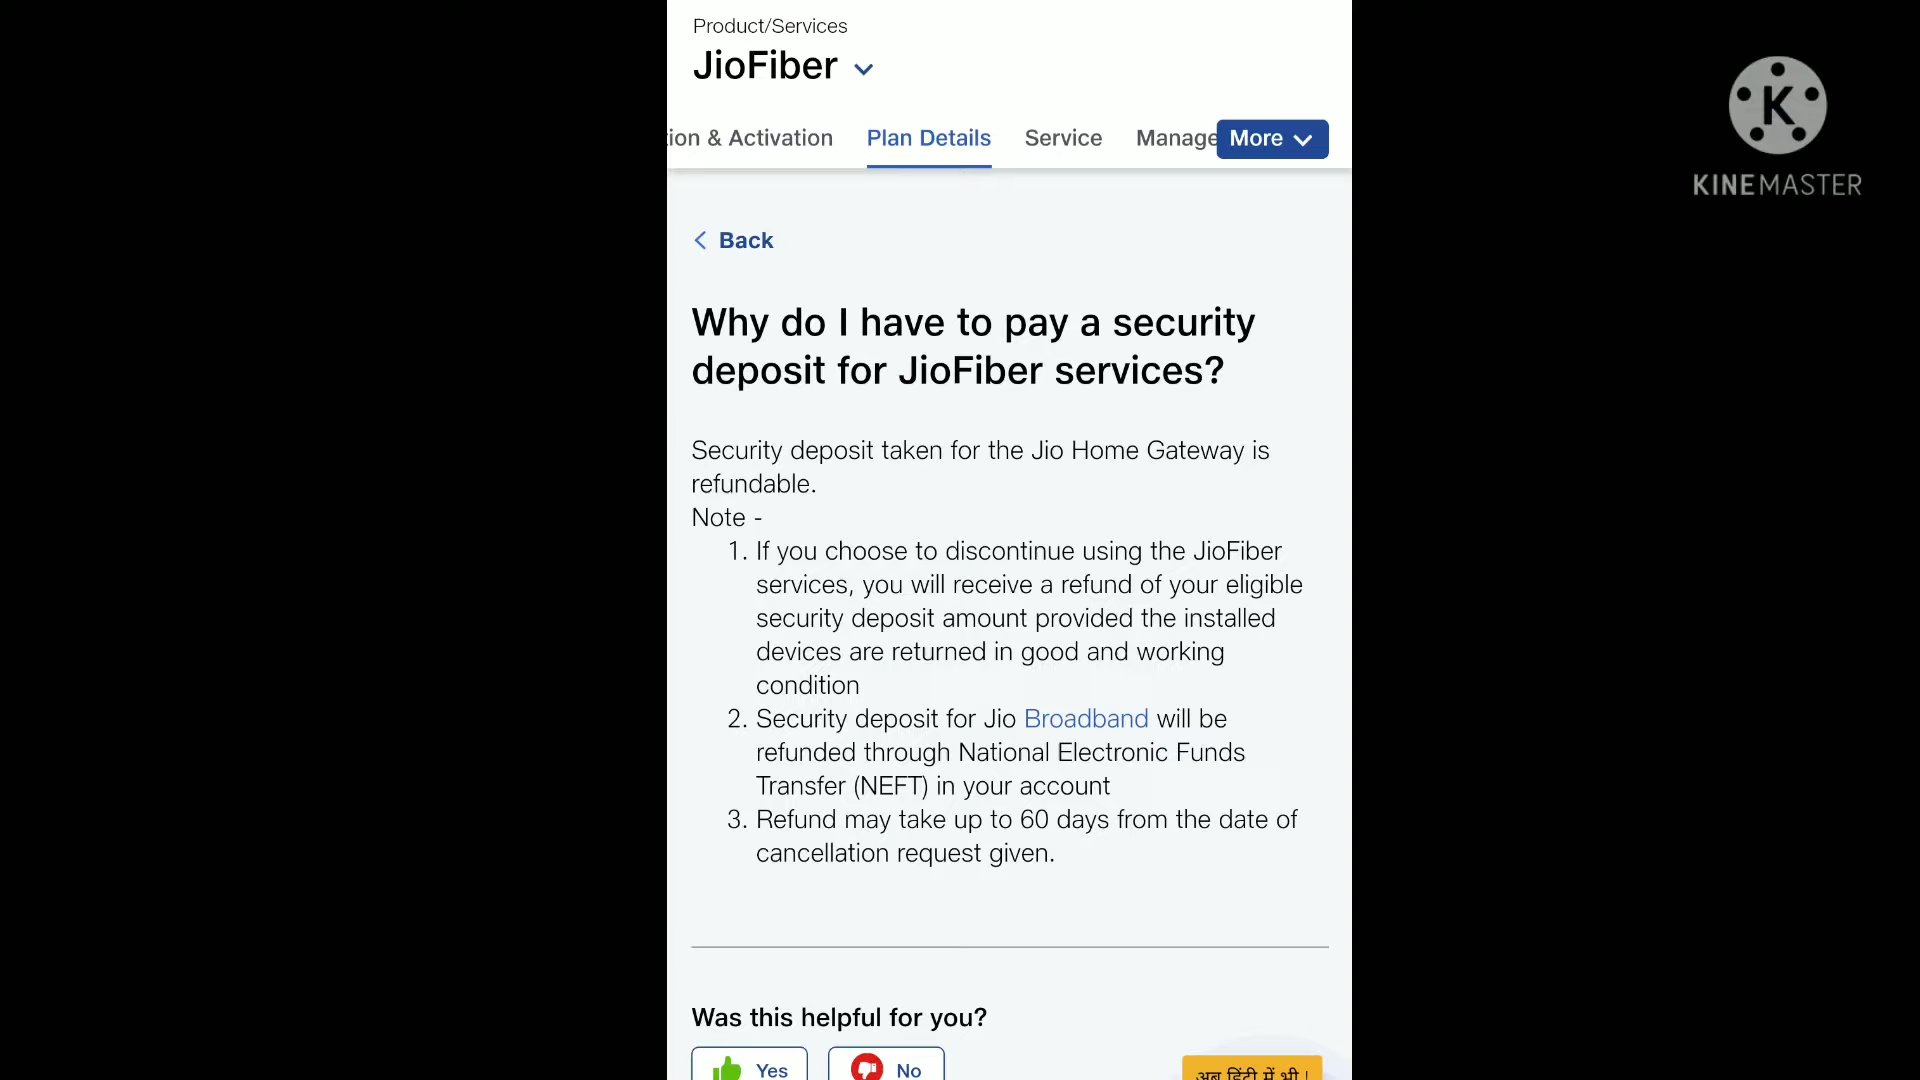 Product/Services
JioFiber
ion & Activation Plan Details Service Manage More
K
KINEMASTER
Back
Why do I have to pay a security
deposit for JioFiber services?
Security deposit taken for the Jio Home Gateway is
refundable.
Note -
1. If you choose to discontinue using the JioFiber
services, you will receive a refund of your eligible
security deposit amount provided the installed
devices are returned in good and working
condition
2. Security deposit for Jio Broadband will be
refunded through National Electronic Funds
Transfer (NEFT) in your account
3. Refund may take up to 60 days from the date of
cancellation request given.
Was this helpful for you?
Yes No
अब हिंदी में भी !